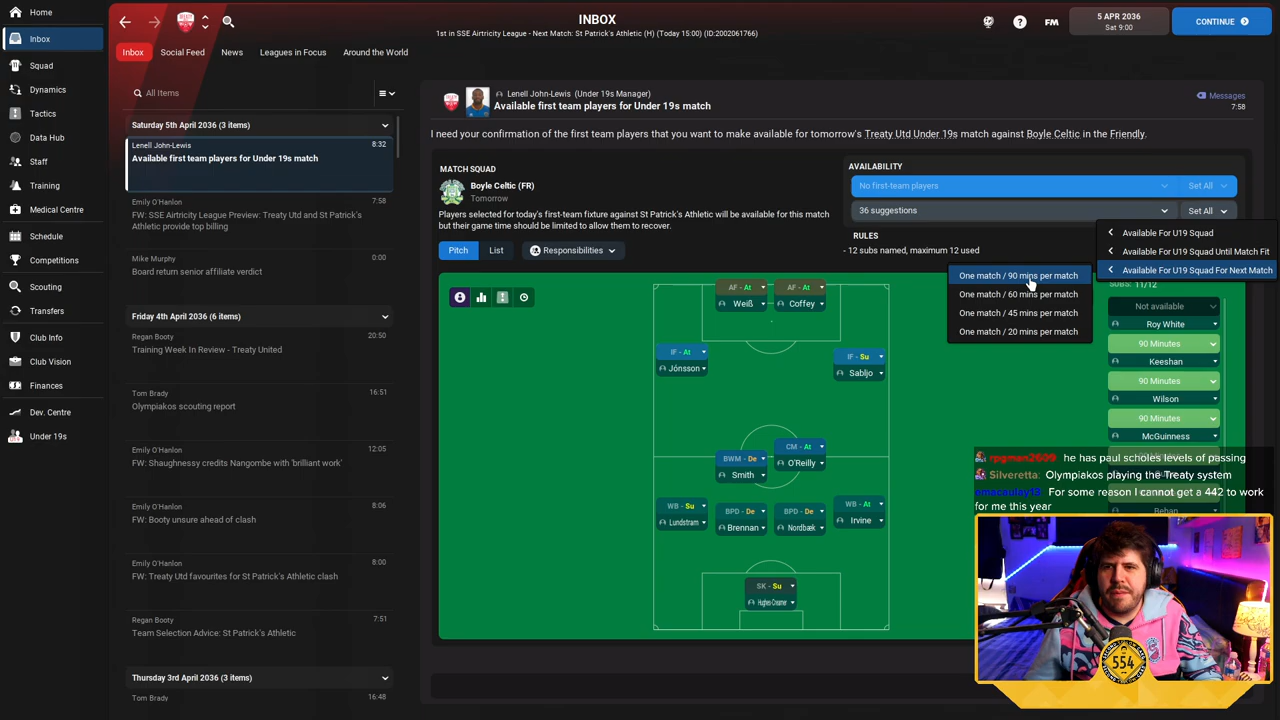 Home
Inbox
Squad
Dynamics
Tactics
Data Hub
Staff
Training
Medical Centre
Schedule
Competitions
Scouting
Transfers
Club Info
Club Vision
Finances
Dev. Centre
Under 19s
INBOX
1st in SSE Airtricity League - Next Match: St Patrick's Athletic (H) (Today 15:00) (ID:2002061766)
FM
5 APR 2036
Sat 9:00
CONTINUE
Inbox
Social Feed
News
Leagues in Focus
Around the World
All Items
Saturday 5th April 2036 (3 items)
Lenell John-Lewis 8:32
Available first team players for Under 19s match
Emily O'Hanlon 7:58
FW: SSE Airtricity League Preview: Treaty Utd and St Patrick's
Athletic provide top billing
Mike Murphy 0:00
Board return senior affiliate verdict
Friday 4th April 2036 (6 items)
Regan Booty 20:50
Training Week In Review - Treaty United
Tom Brady 16:51
Olympiakos scouting report
Emily O'Hanlon 12:05
FW: Shaughnessy credits Nangombe with 'brilliant work'
Emily O'Hanlon 8:06
FW: Booty unsure ahead of clash
Emily O'Hanlon 8:00
FW: Treaty Utd favourites for St Patrick's Athletic clash
Regan Booty 7:51
Team Selection Advice: St Patrick's Athletic
Thursday 3rd April 2036 (3 items)
Tom Brady 16:48
Lenell John-Lewis (Under 19s Manager)
Available first team players for Under 19s match
Messages
7:58
I need your confirmation of the first team players that you want to make available for tomorrow's Treaty Utd Under 19s match against Boyle Celtic in the Friendly.
MATCH SQUAD
Boyle Celtic (FR)
Tomorrow
Players selected for today's first-team fixture against St Patrick's Athletic will be available for this match
but their game time should be limited to allow them to recover.
AVAILABILITY
No first-team players Set All
36 suggestions Set All
RULES
- 12 subs named, maximum 12 used
Available For U19 Squad
Available For U19 Squad Until Match Fit
Available For U19 Squad For Next Match
One match / 90 mins per match
One match / 60 mins per match
One match / 45 mins per match
One match / 20 mins per match
Pitch
List
Responsibilities
AF - At
Weiß
AF - At
Coffey
IF - At
Jónsson
IF - Su
Sabljo
BWM - De
Smith
CM - At
O'Reilly
WB - Su
Lundstram
BPD - De
Brennan
BPD - De
Nordbæk
WB - At
Irvine
SK - Su
Hughes-Creamer
SUBS: 11/12
Not available
Roy White
90 Minutes
Keeshan
90 Minutes
Wilson
90 Minutes
McGuinness
Behan
rpgman2609: he has paul scholes levels of passing
Silveretta: Olympiakos playing the Treaty system
amacaulay13: For some reason I cannot get a 442 to work
for me this year
554